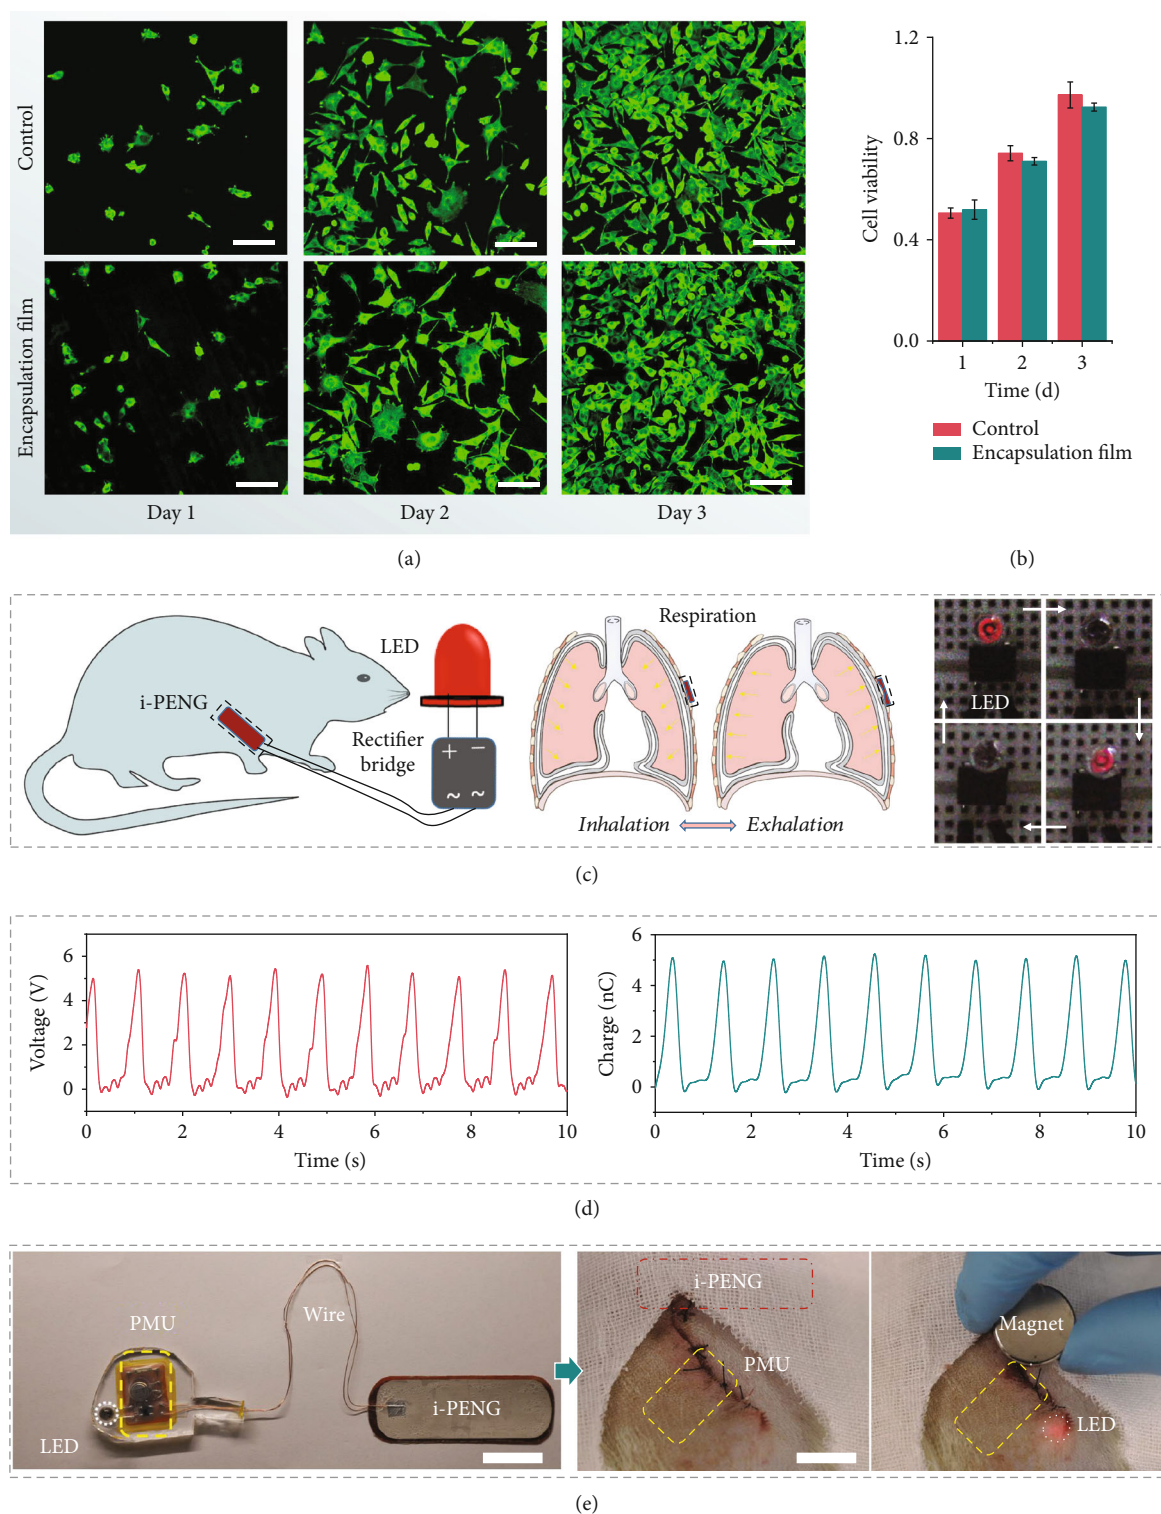 Control
Encapsulation film
Day 1
Day 2
Day 3
(a)
1.2
0.8
0.4
0.0
Cell viability
1
2
3
Time (d)
Control
Encapsulation film
(b)
LED
i-PENG
Rectifier
bridge
+ −
~ ~
Respiration
Inhalation
Exhalation
LED
(c)
6
4
2
0
Voltage (V)
0
2
4
6
8
10
Time (s)
6
4
2
0
Charge (nC)
0
2
4
6
8
10
Time (s)
(d)
PMU
Wire
i-PENG
LED
i-PENG
PMU
Magnet
LED
(e)